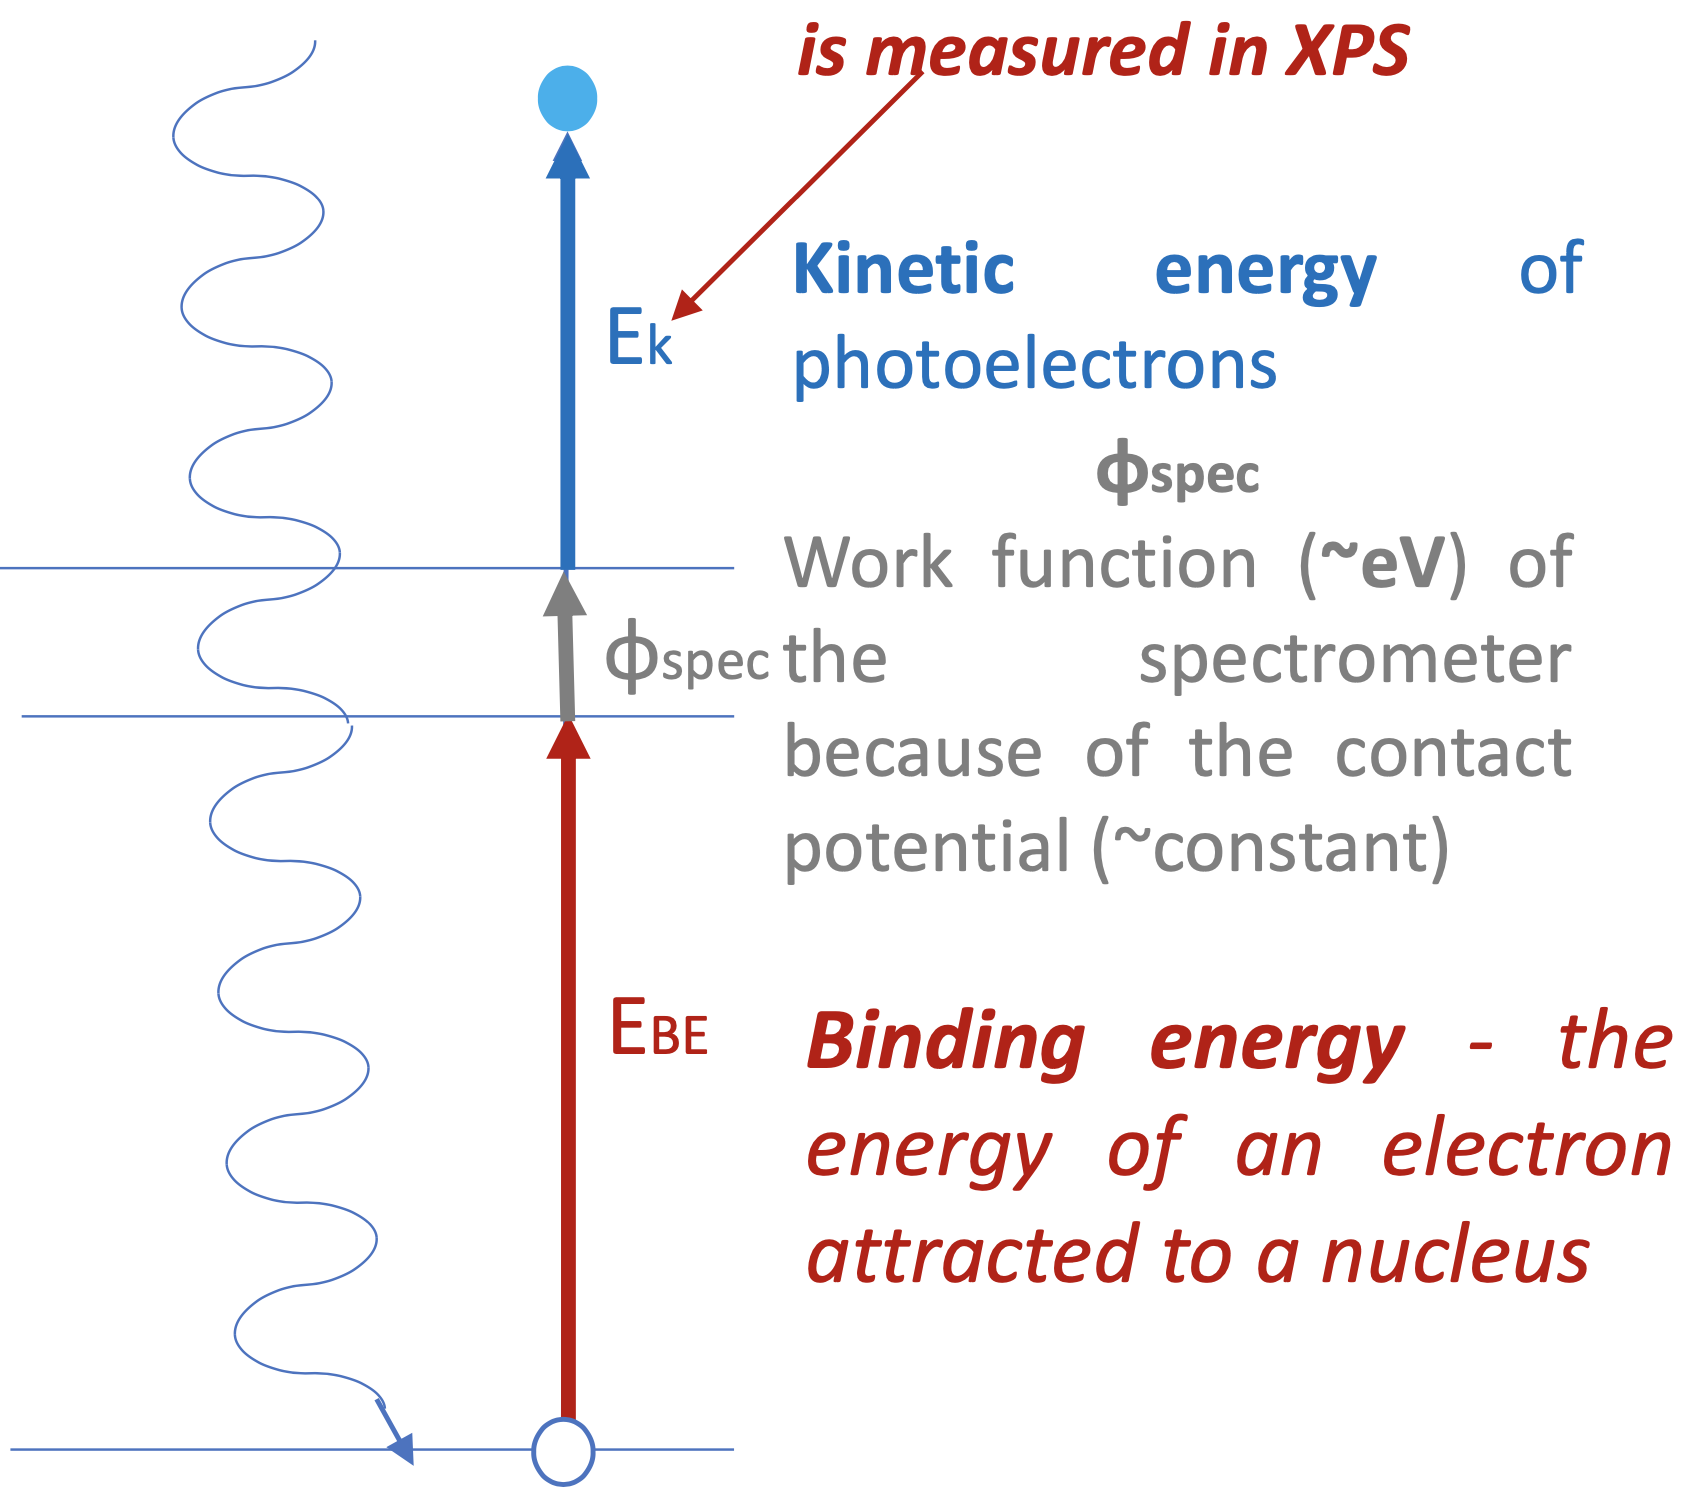 is measured in XPS
Kinetic energy of
photoelectrons
Ek
ϕspec
Work function (~eV) of
the spectrometer
because of the contact
potential (~constant)
ϕspec
EBE
Binding energy - the
energy of an electron
attracted to a nucleus